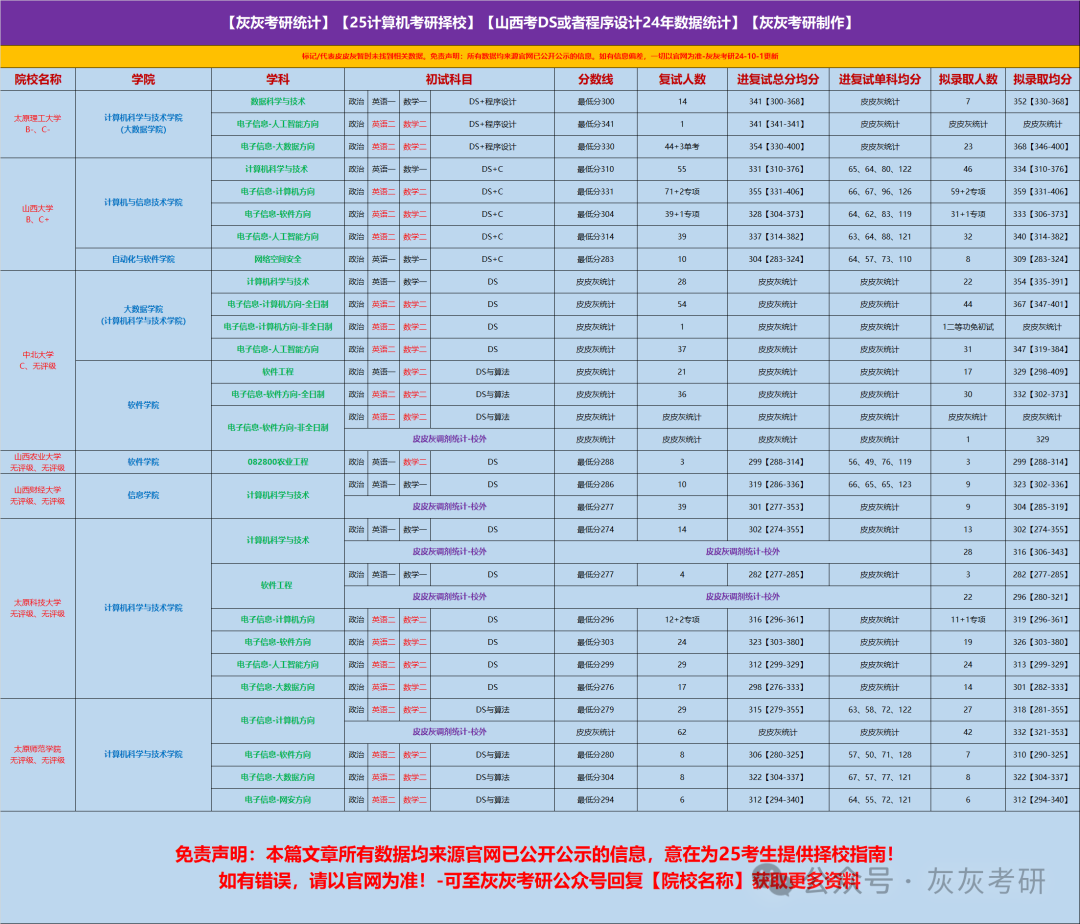 【灰灰考研统计】【25计算机考研择校】【山西考DS或者程序设计24年数据统计】【灰灰考研制作】
标记/代表皮皮灰暂时未找到相关数据。免责声明：所有数据均来源官网已公开公示的信息。如有信息偏差，一切以官网为准-灰灰考研24-10-1更新
院校名称 学院 学科 初试科目 分数线 复试人数 进复试总分均分 进复试单科均分 拟录取人数 拟录取均分
太原理工大学
B-、C-
计算机科学与技术学院
(大数据学院)
数据科学与技术 政治 英语一 数学一 DS+程序设计 最低分300 14 341【300-368】 皮皮灰统计 7 352【330-368】
电子信息-人工智能方向 政治 英语二 数学二 DS+程序设计 最低分341 1 341【341-341】 皮皮灰统计 皮皮灰统计 皮皮灰统计
电子信息-大数据方向 政治 英语二 数学二 DS+程序设计 最低分330 44+3单考 354【330-400】 皮皮灰统计 23 368【346-400】
山西大学
B、C+
计算机与信息技术学院
计算机科学与技术 政治 英语一 数学一 DS+C 最低分310 55 331【310-376】 65、64、80、122 46 334【310-376】
电子信息-计算机方向 政治 英语二 数学二 DS+C 最低分331 71+2专项 355【331-406】 66、67、96、126 59+2专项 359【331-406】
电子信息-软件方向 政治 英语二 数学二 DS+C 最低分304 39+1专项 328【304-373】 64、62、83、119 31+1专项 333【306-373】
电子信息-人工智能方向 政治 英语二 数学二 DS+C 最低分314 39 337【314-382】 63、64、88、121 32 340【314-382】
自动化与软件学院 网络空间安全 政治 英语一 数学一 DS+C 最低分283 10 304【283-324】 64、57、73、110 8 309【283-324】
中北大学
C、无评级
大数据学院
(计算机科学与技术学院)
计算机科学与技术 政治 英语一 数学一 DS 皮皮灰统计 28 皮皮灰统计 皮皮灰统计 22 354【335-391】
电子信息-计算机方向-全日制 政治 英语二 数学二 DS 皮皮灰统计 54 皮皮灰统计 皮皮灰统计 44 367【347-401】
电子信息-计算机方向-非全日制 政治 英语二 数学二 DS 皮皮灰统计 1 皮皮灰统计 皮皮灰统计 1二等功免初试 皮皮灰统计
电子信息-人工智能方向 政治 英语二 数学二 DS 皮皮灰统计 37 皮皮灰统计 皮皮灰统计 31 347【319-384】
软件学院
软件工程 政治 英语一 数学二 DS与算法 皮皮灰统计 21 皮皮灰统计 皮皮灰统计 17 329【298-409】
电子信息-软件方向-全日制 政治 英语二 数学二 DS与算法 皮皮灰统计 36 皮皮灰统计 皮皮灰统计 30 332【302-373】
电子信息-软件方向-非全日制 政治 英语二 数学二 DS与算法 皮皮灰统计 皮皮灰统计 皮皮灰统计 皮皮灰统计 皮皮灰统计 皮皮灰统计
皮皮灰调剂统计-校外 皮皮灰统计 皮皮灰统计 皮皮灰统计 皮皮灰统计 1 329
山西农业大学
无评级、无评级
软件学院 082800农业工程 政治 英语一 数学二 DS 最低分288 3 299【288-314】 56、49、76、119 3 299【288-314】
山西财经大学
无评级、无评级
信息学院 计算机科学与技术 政治 英语一 数学一 DS 最低分286 10 319【286-336】 66、65、65、123 9 323【302-336】
皮皮灰调剂统计-校外 最低分277 39 301【277-353】 皮皮灰统计 9 304【285-319】
太原科技大学
无评级、无评级
计算机科学与技术学院
计算机科学与技术 政治 英语一 数学一 DS 最低分274 14 302【274-355】 皮皮灰统计 13 302【274-355】
皮皮灰调剂统计-校外 皮皮灰调剂统计-校外 28 316【306-343】
软件工程 政治 英语一 数学一 DS 最低分277 4 282【277-285】 皮皮灰统计 3 282【277-285】
皮皮灰调剂统计-校外 皮皮灰调剂统计-校外 22 296【280-321】
电子信息-计算机方向 政治 英语二 数学二 DS 最低分296 12+2专项 316【296-361】 皮皮灰统计 11+1专项 319【296-361】
电子信息-软件方向 政治 英语二 数学二 DS 最低分303 24 323【303-380】 皮皮灰统计 19 326【303-380】
电子信息-人工智能方向 政治 英语二 数学二 DS 最低分299 29 312【299-329】 皮皮灰统计 24 313【299-329】
电子信息-大数据方向 政治 英语二 数学二 DS 最低分276 17 298【276-333】 皮皮灰统计 14 301【282-333】
太原师范学院
无评级、无评级
计算机科学与技术学院
电子信息-计算机方向 政治 英语二 数学二 DS与算法 最低分279 29 315【279-355】 63、58、72、122 27 318【281-355】
皮皮灰调剂统计-校外 皮皮灰统计 62 皮皮灰统计 皮皮灰统计 42 332【321-353】
电子信息-软件方向 政治 英语二 数学二 DS与算法 最低分280 8 306【280-325】 57、50、71、128 7 310【290-325】
电子信息-大数据方向 政治 英语二 数学二 DS与算法 最低分304 8 322【304-337】 67、57、77、121 8 322【304-337】
电子信息-网安方向 政治 英语二 数学二 DS与算法 最低分294 6 312【294-340】 64、55、72、121 6 312【294-340】
免责声明：本篇文章所有数据均来源官网已公开公示的信息，意在为25考生提供择校指南！
如有错误，请以官网为准！-可至灰灰考研公众号回复【院校名称】获取更多资料
公众号 · 灰灰考研